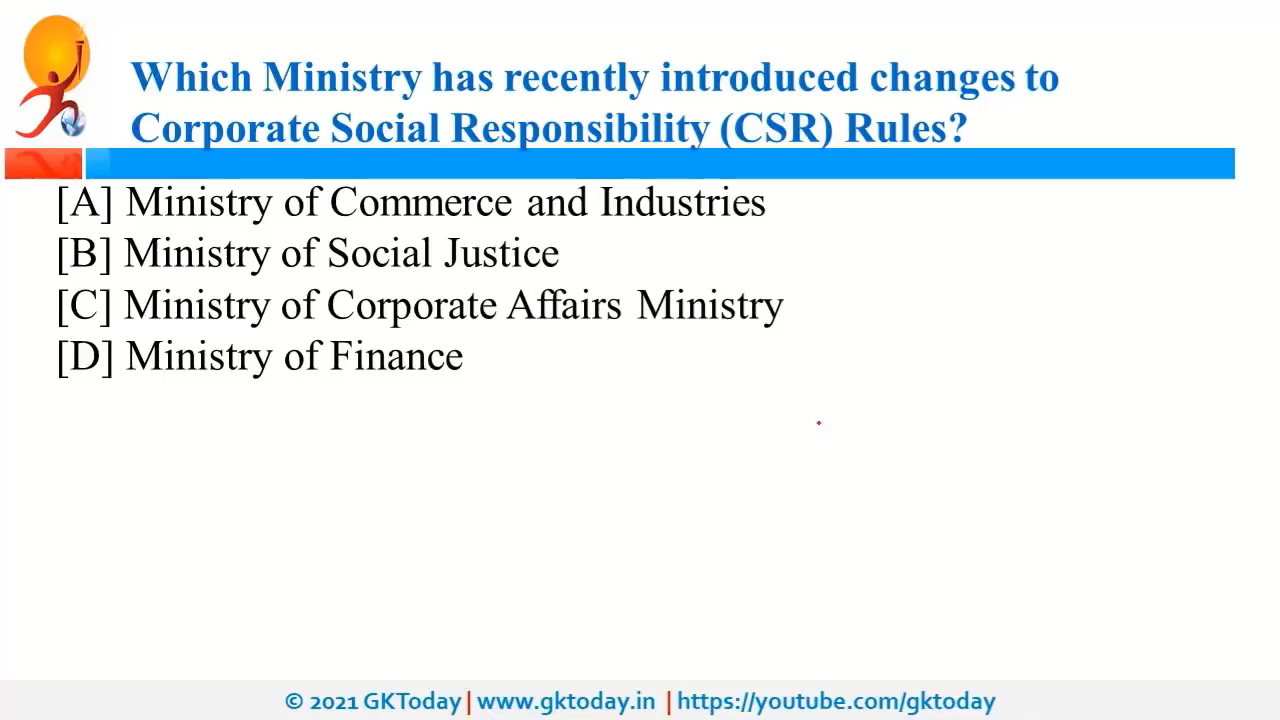 Which Ministry has recently introduced changes to
Corporate Social Responsibility (CSR) Rules?
[A] Ministry of Commerce and Industries
[B] Ministry of Social Justice
[C] Ministry of Corporate Affairs Ministry
[D] Ministry of Finance
© 2021 GKToday | www.gktoday.in | https://youtube.com/gktoday